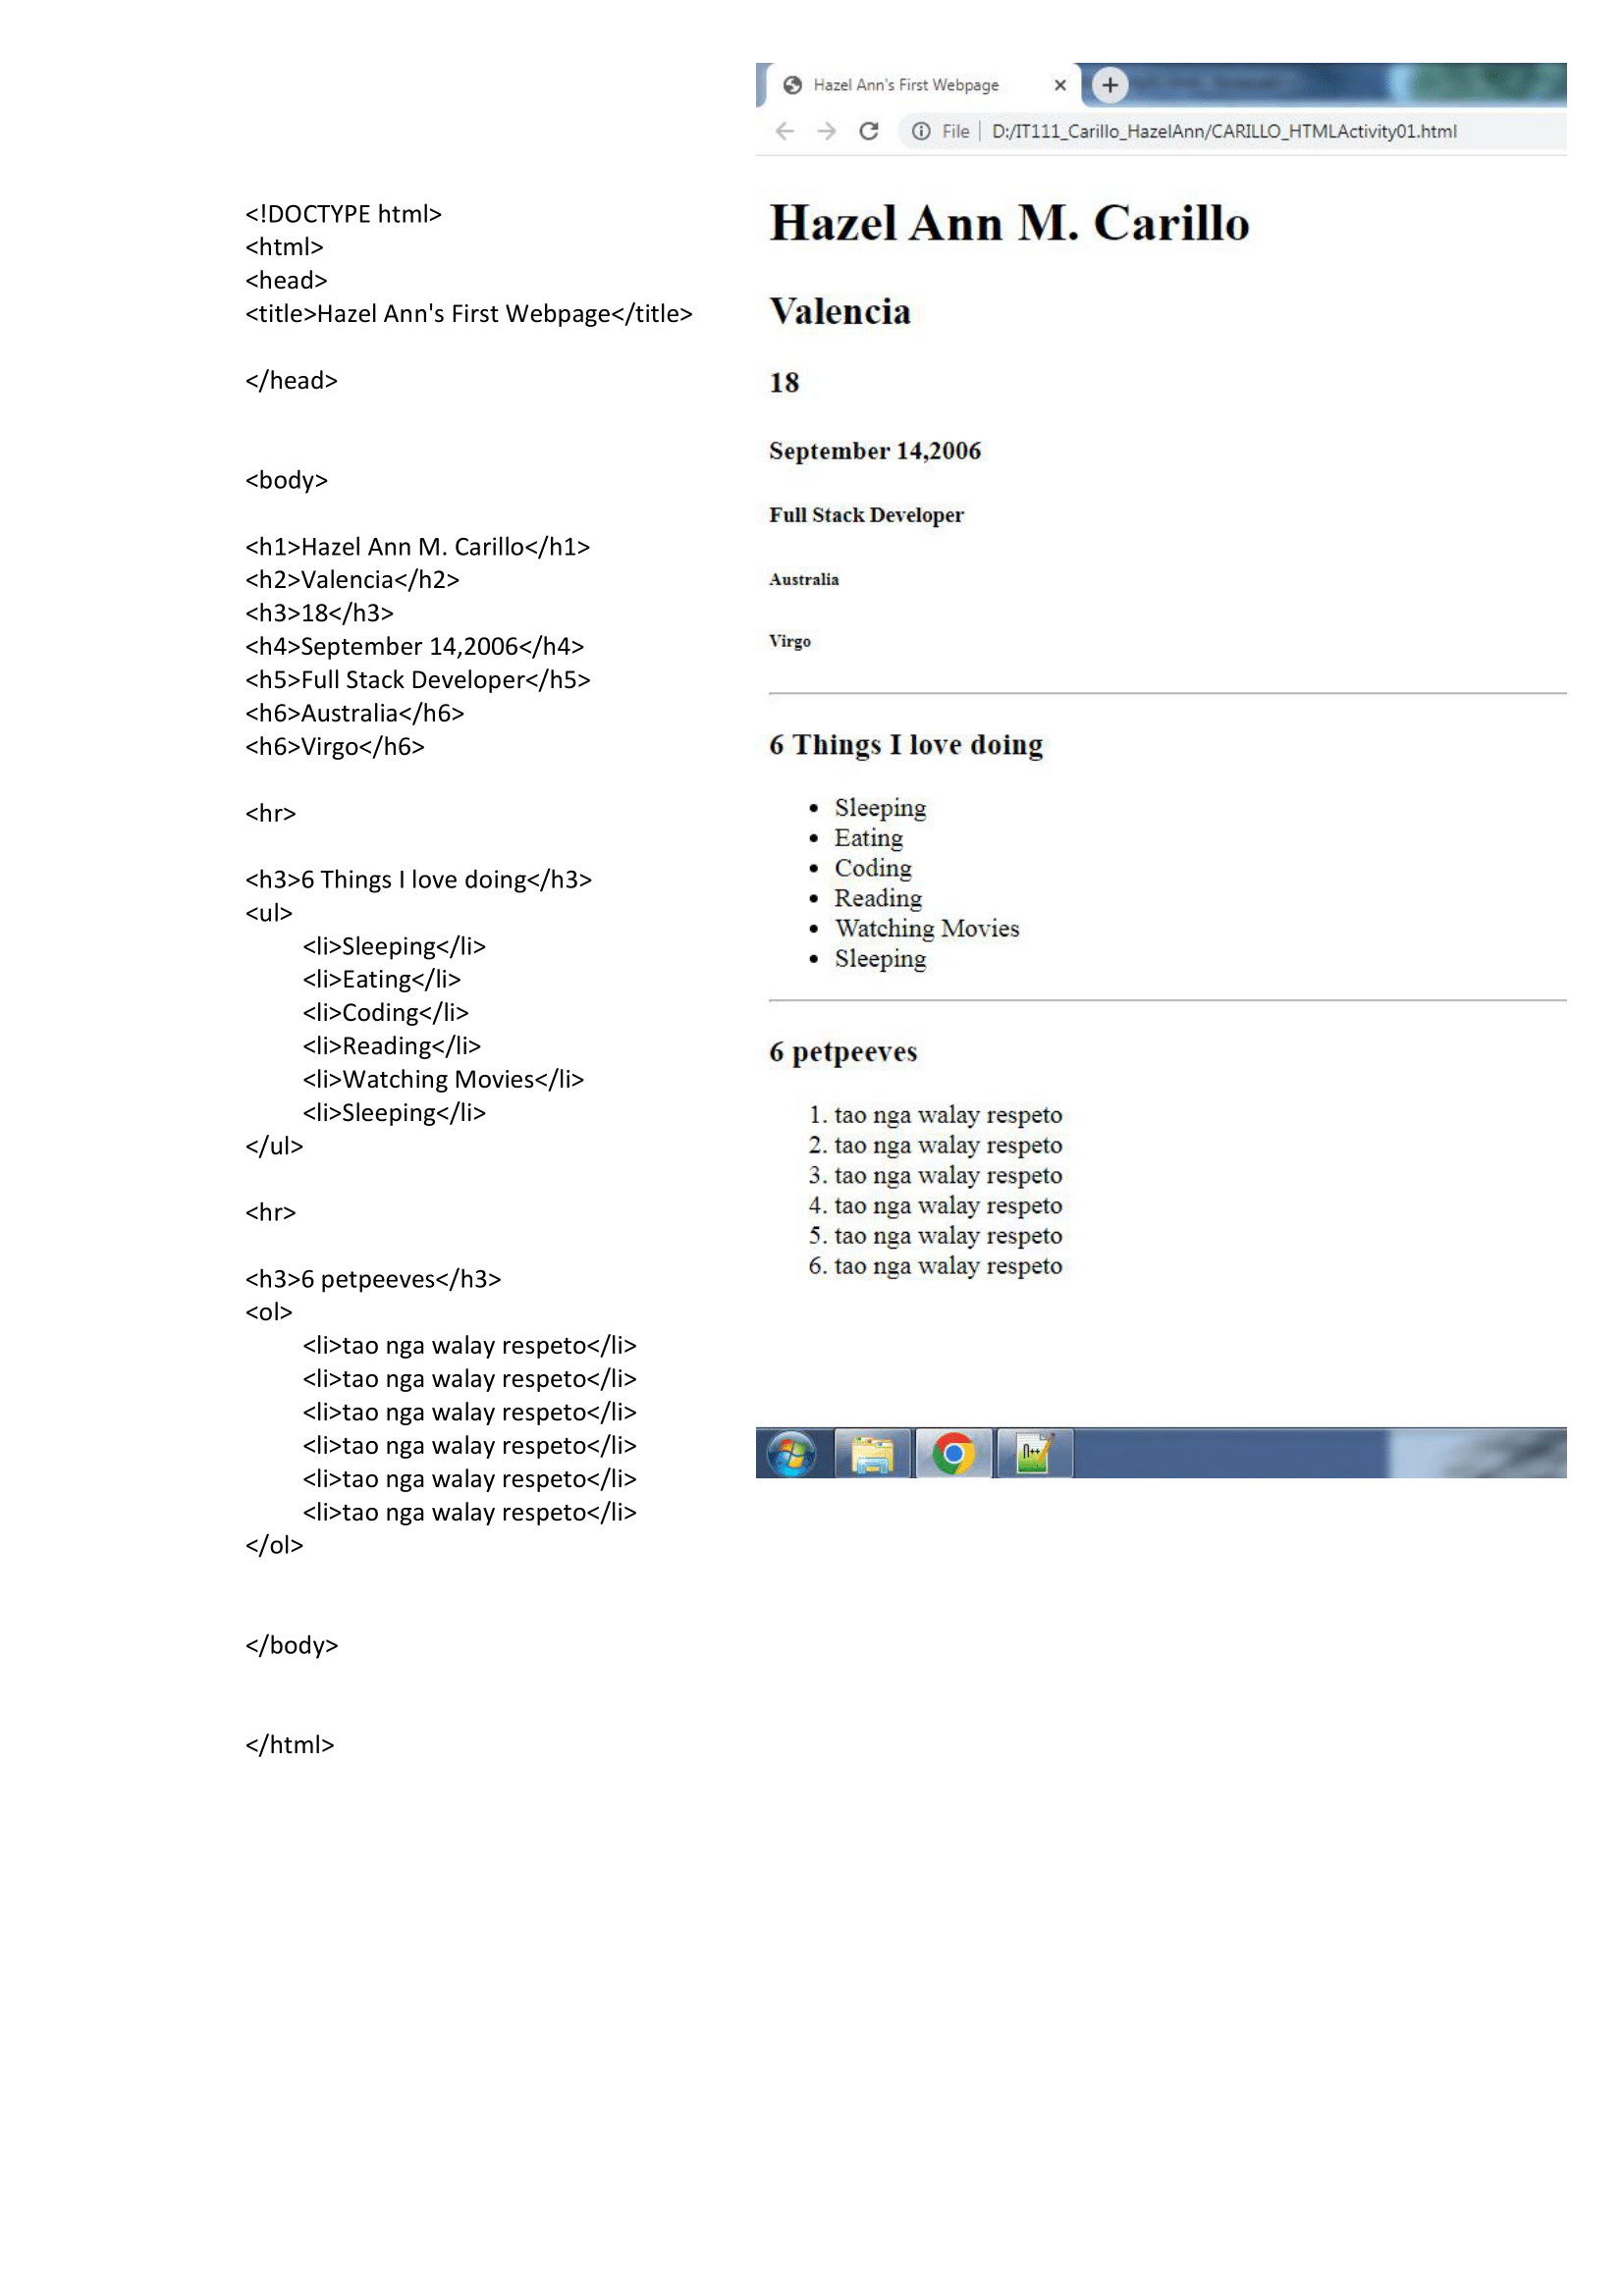 <!DOCTYPE html>
<html>
<head>
<title>Hazel Ann's First Webpage</title>
</head>
<body>
<h1>Hazel Ann M. Carillo</h1>
<h2>Valencia</h2>
<h3>18</h3>
<h4>September 14,2006</h4>
<h5>Full Stack Developer</h5>
<h6>Australia</h6>
<h6>Virgo</h6>
<hr>
<h3>6 Things I love doing</h3>
<ul>
<li>Sleeping</li>
<li>Eating</li>
<li>Coding</li>
<li>Reading</li>
<li>Watching Movies</li>
<li>Sleeping</li>
</ul>
<hr>
<h3>6 petpeeves</h3>
<ol>
<li>tao nga walay respeto</li>
<li>tao nga walay respeto</li>
<li>tao nga walay respeto</li>
<li>tao nga walay respeto</li>
<li>tao nga walay respeto</li>
<li>tao nga walay respeto</li>
</ol>
</body>
</html>
Hazel Ann's First Webpage
File D:/IT111_Carillo_HazelAnn/CARILLO_HTMLActivity01.html
Hazel Ann M. Carillo
Valencia
18
September 14,2006
Full Stack Developer
Australia
Virgo
6 Things I love doing
• Sleeping
• Eating
• Coding
• Reading
• Watching Movies
• Sleeping
6 petpeeves
1. tao nga walay respeto
2. tao nga walay respeto
3. tao nga walay respeto
4. tao nga walay respeto
5. tao nga walay respeto
6. tao nga walay respeto